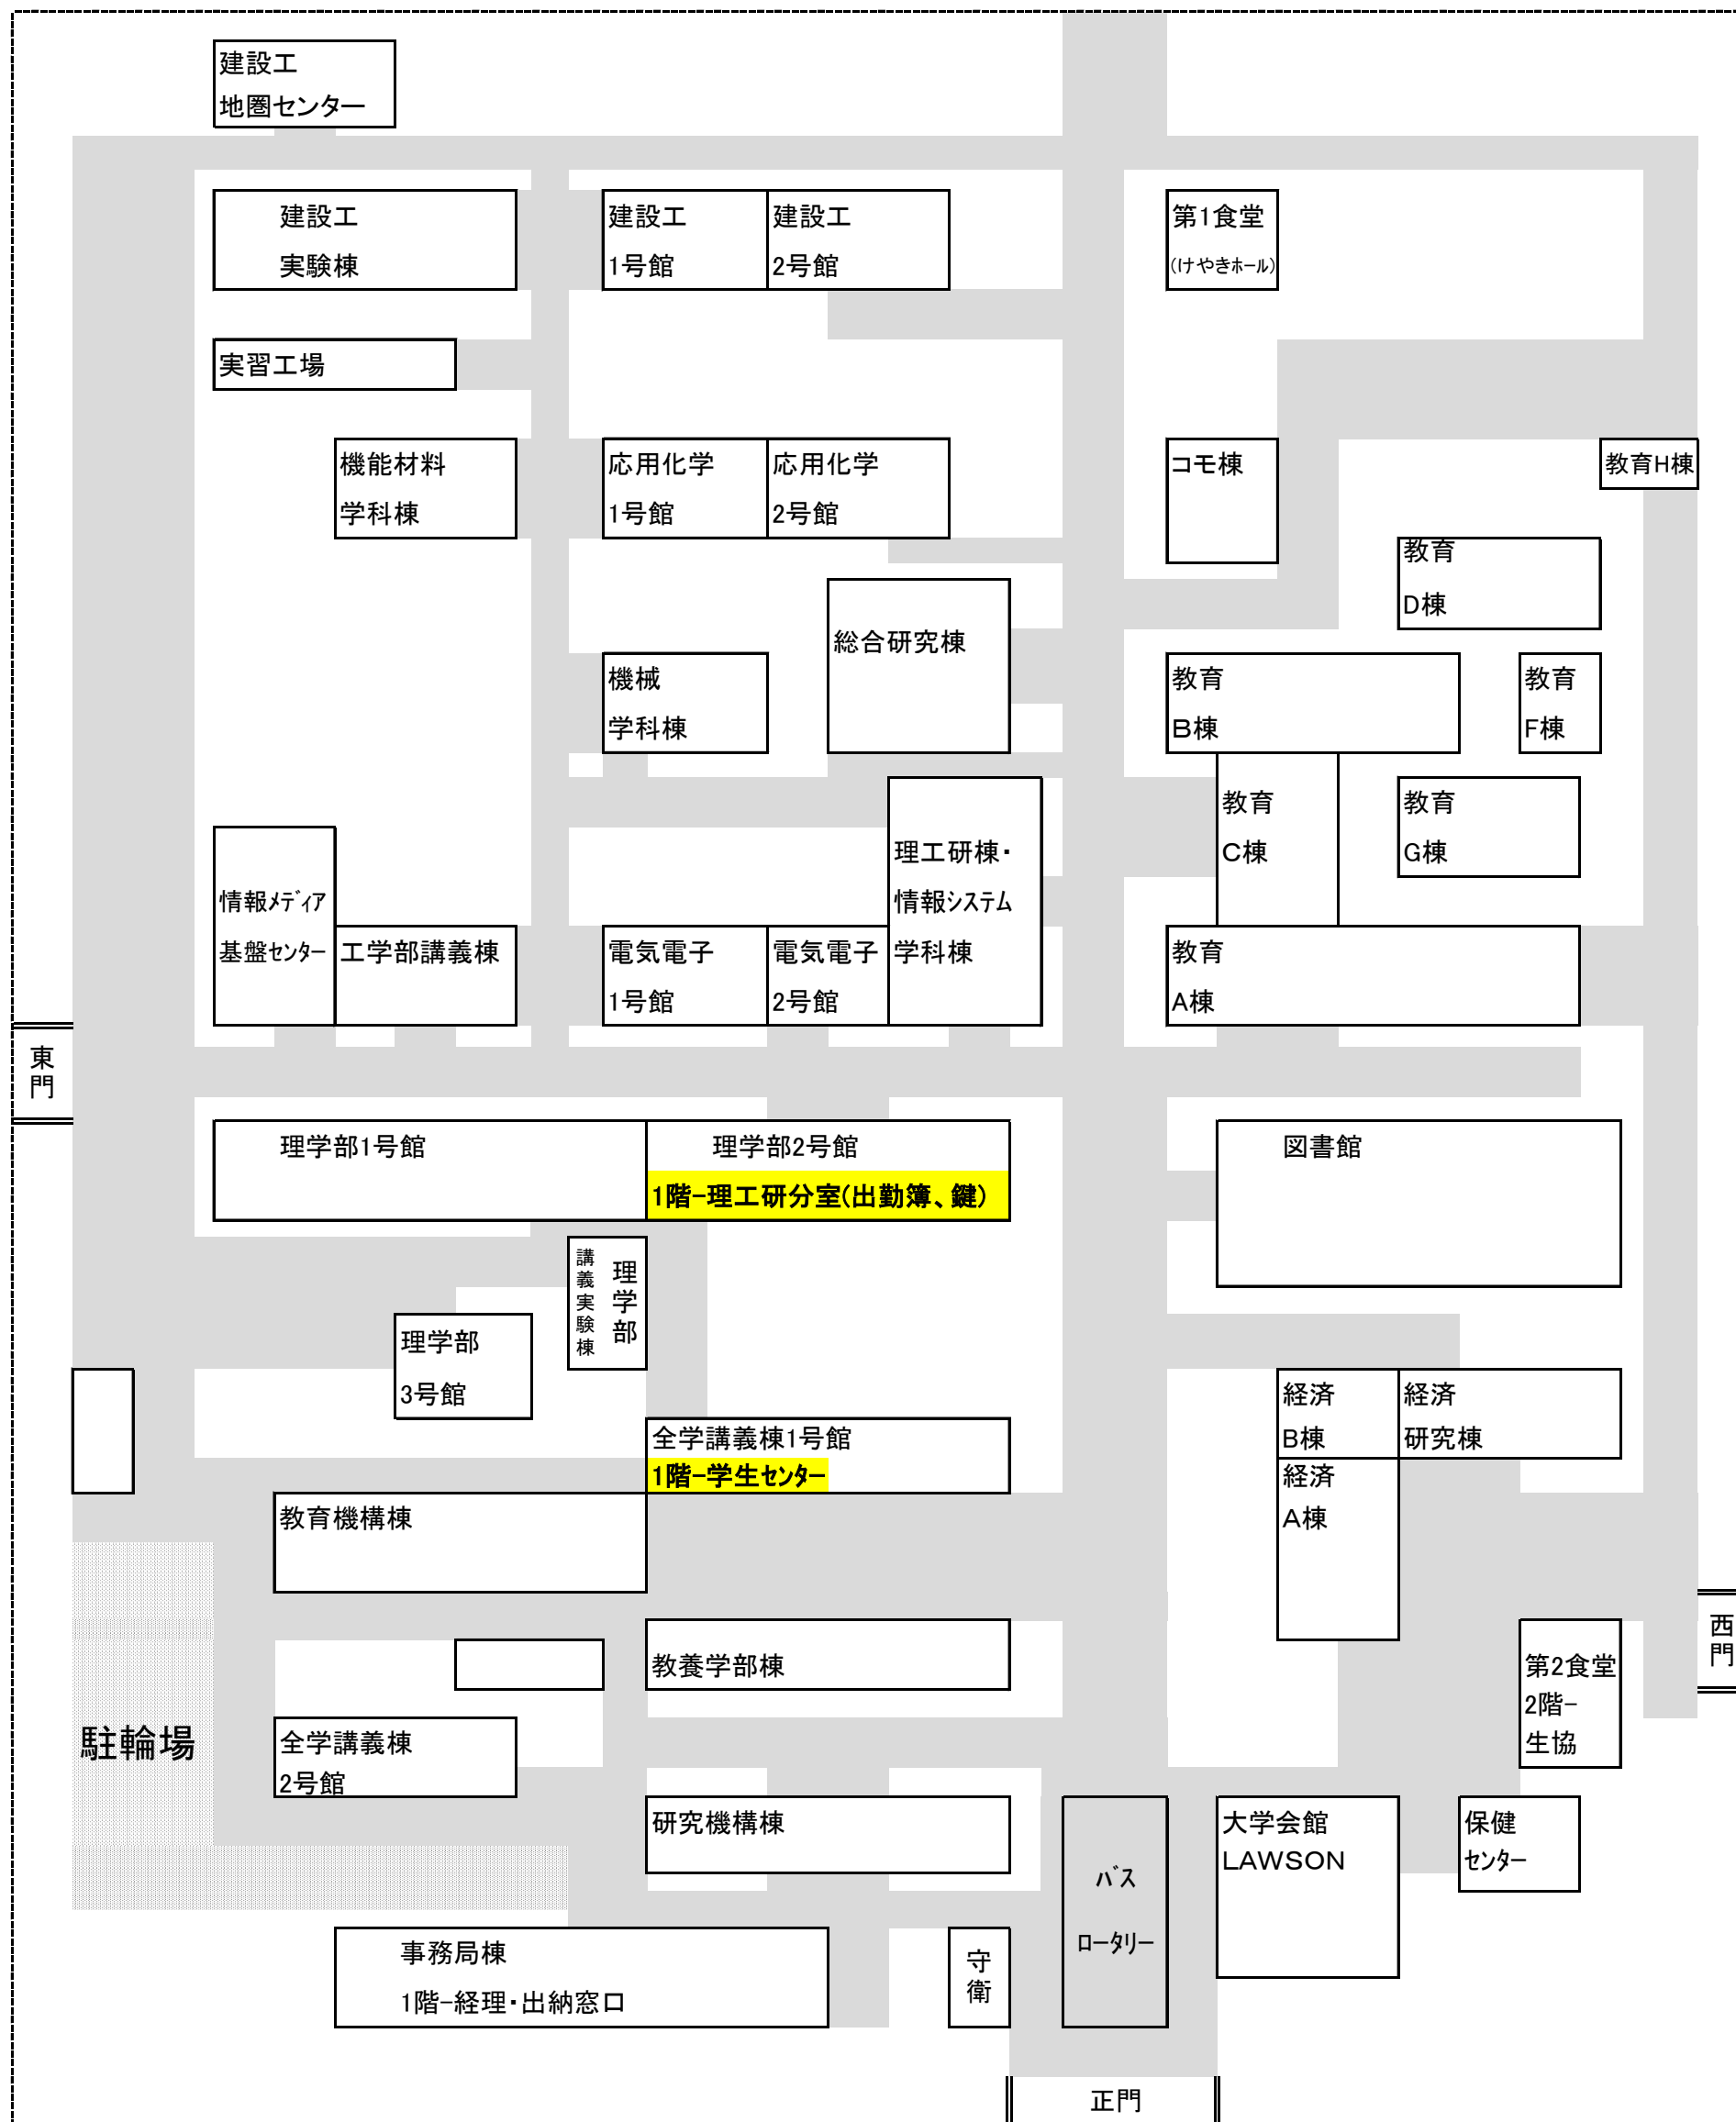 建設工
地圏センター
建設工
実験棟
建設工
1号館
建設工
2号館
第1食堂
(けやきホール)
実習工場
機能材料
学科棟
応用化学
1号館
応用化学
2号館
コモ棟
教育H棟
教育
D棟
総合研究棟
機械
学科棟
教育
B棟
教育
F棟
教育
C棟
教育
G棟
情報メディア
基盤センター
工学部講義棟
電気電子
1号館
電気電子
2号館
理工研棟・
情報システム
学科棟
教育
A棟
東門
理学部1号館
理学部2号館
1階-理工研分室(出勤簿、鍵)
図書館
理学部
講義実験棟
理学部
3号館
経済
B棟
経済
研究棟
全学講義棟1号館
1階-学生センター
経済
A棟
教育機構棟
西門
教養学部棟
第2食堂
2階-
生協
駐輪場
全学講義棟
2号館
研究機構棟
バス
ロータリー
大学会館
LAWSON
保健
センター
事務局棟
1階-経理・出納窓口
守衛
正門